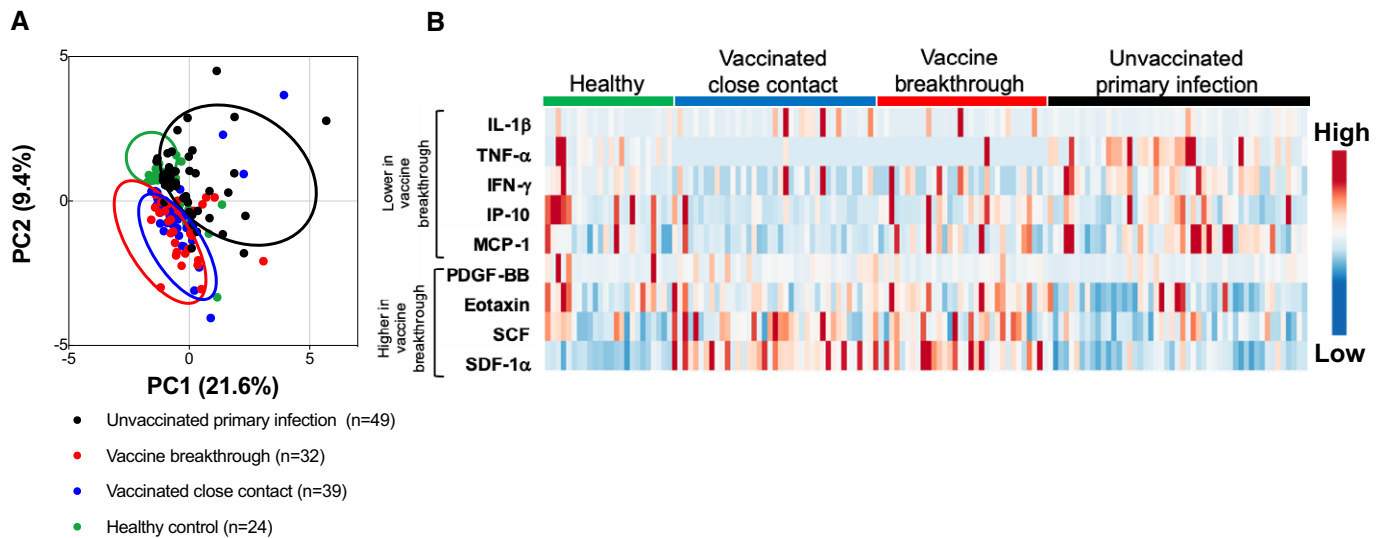 A
5
0
-5
PC2 (9.4%)
-5
0
5
PC1 (21.6%)
Unvaccinated primary infection (n=49)
Vaccine breakthrough (n=32)
Vaccinated close contact (n=39)
Healthy control (n=24)
B
Healthy
Vaccinated
close contact
Vaccine
breakthrough
Unvaccinated
primary infection
Lower in
vaccine
breakthrough
IL-1β
TNF-α
IFN-γ
IP-10
MCP-1
Higher in
vaccine
breakthrough
PDGF-BB
Eotaxin
SCF
SDF-1α
High
Low